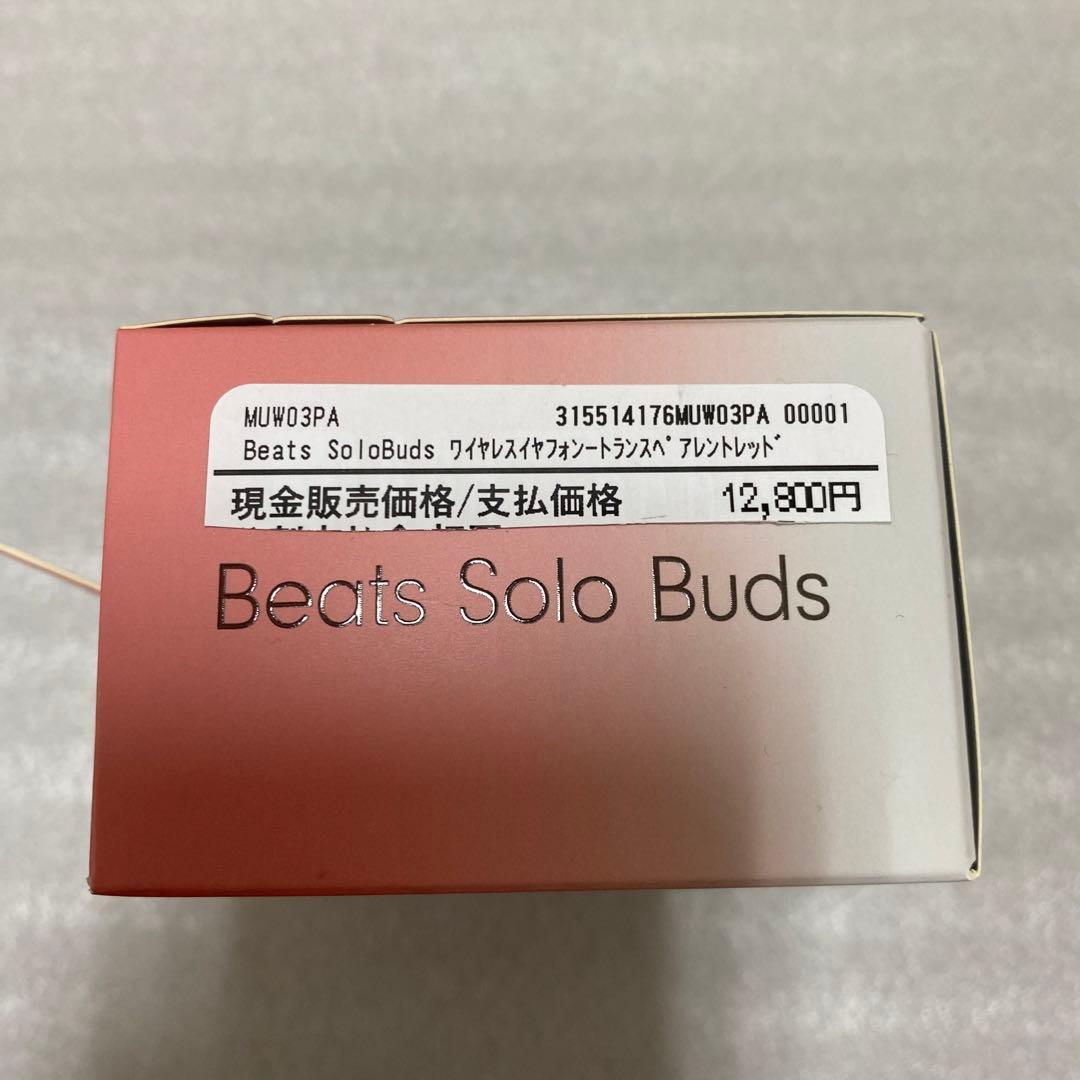 MUW03PA 315514176MUW03PA 00001
Beats SoloBuds ﾜｲﾔﾚｽｲﾔﾌｫﾝｰﾄﾗﾝｽﾍﾟｱﾚﾝﾄﾚｯﾄﾞ
現金販売価格/支払価格 12,800円
Beats Solo Buds